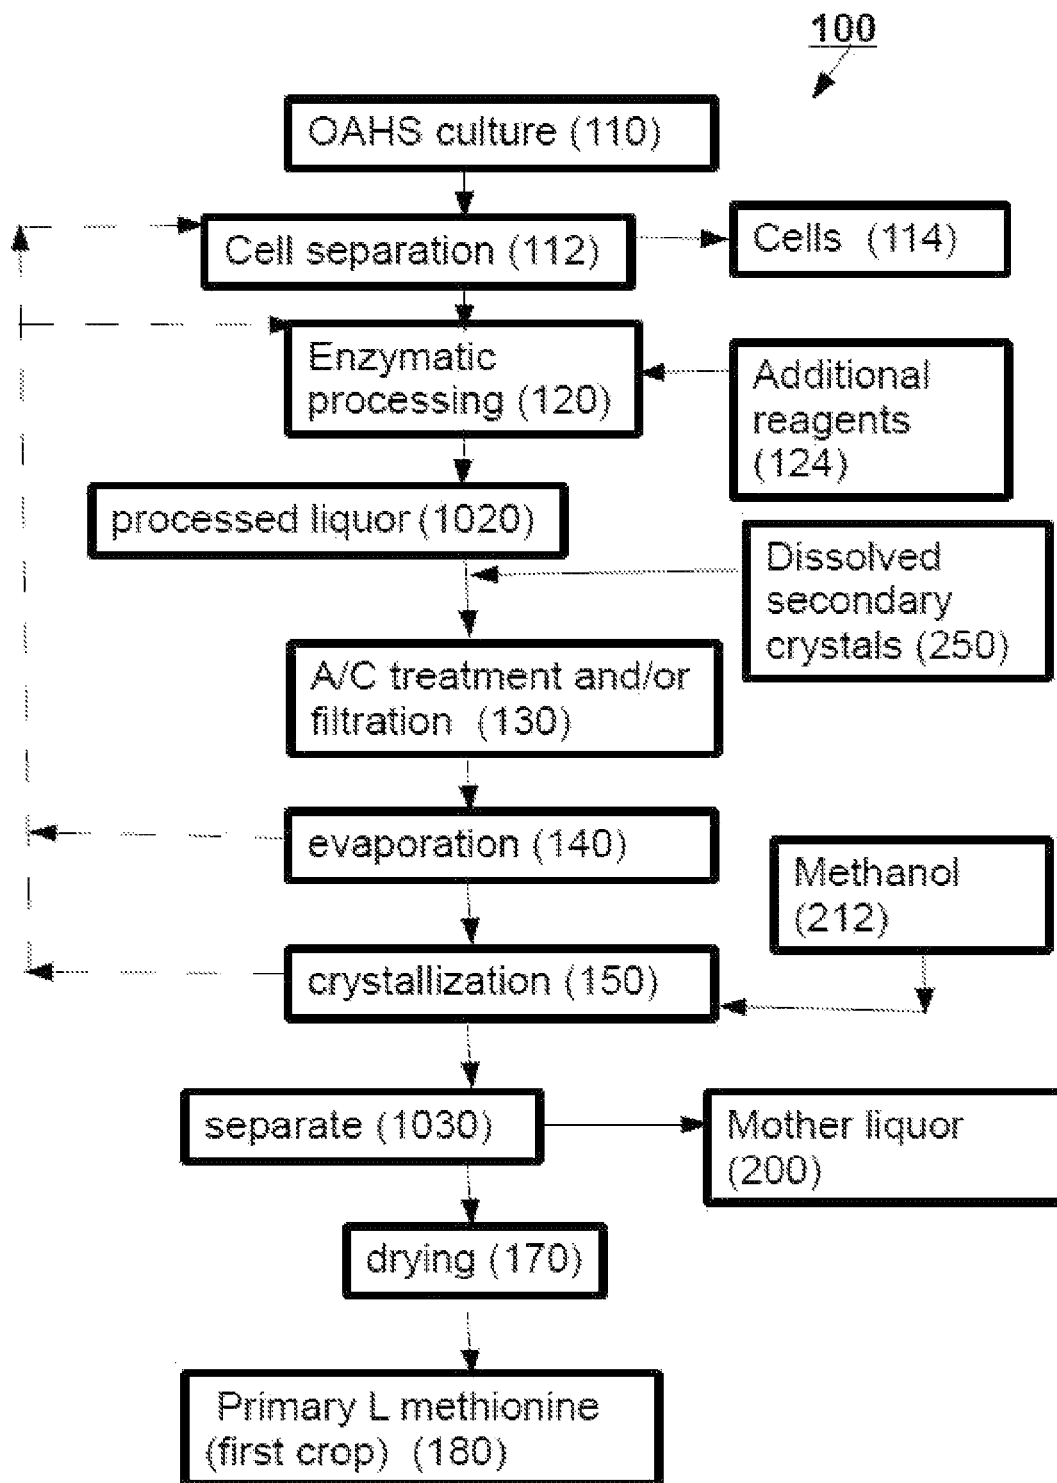 100
OAHS culture (110)
Cell separation (112)
Cells (114)
Enzymatic
processing (120)
Additional
reagents
(124)
processed liquor (1020)
Dissolved
secondary
crystals (250)
A/C treatment and/or
filtration (130)
evaporation (140)
Methanol
(212)
crystallization (150)
separate (1030)
Mother liquor
(200)
drying (170)
Primary L methionine
(first crop) (180)